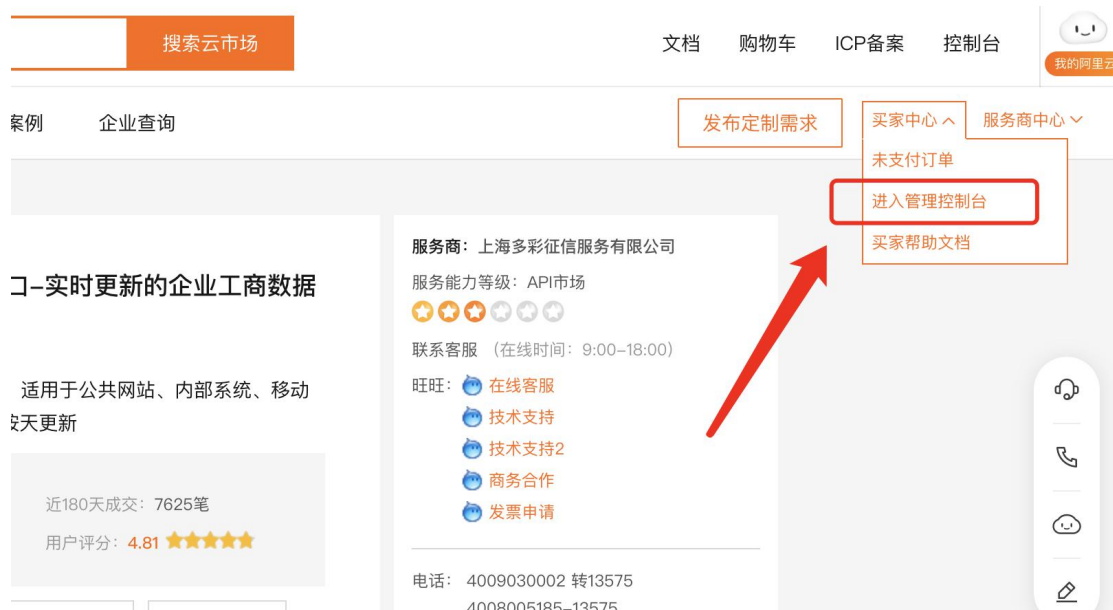 搜索云市场
文档
购物车
ICP备案
控制台
我的阿里云
案例
企业查询
发布定制需求
买家中心
服务商中心
未支付订单
进入管理控制台
买家帮助文档
口-实时更新的企业工商数据
适用于公共网站、内部系统、移动
按天更新
近180天成交：7625笔
用户评分：4.81
服务商：上海多彩征信服务有限公司
服务能力等级：API市场
联系客服（在线时间：9:00-18:00）
旺旺：在线客服
技术支持
技术支持2
商务合作
发票申请
电话：4009030002 转13575
4008005185-13575